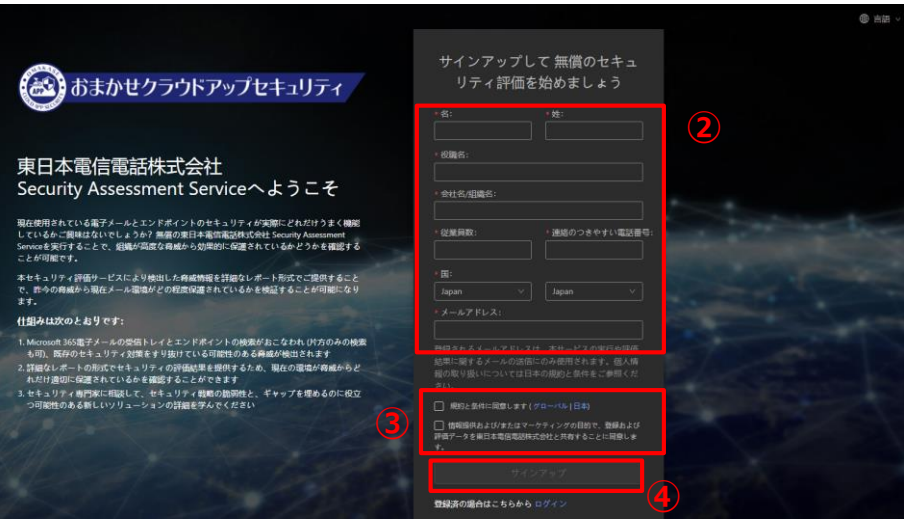 言語
おまかせクラウドアップセキュリティ
東日本電信電話株式会社
Security Assessment Serviceへようこそ
現在使用されている電子メールとエンドポイントのセキュリティが実際にどれだけうまく機能
しているかご興味はないでしょうか? 無償の東日本電信電話株式会社 Security Assessment
Serviceを実行することで、組織が高度な脅威から効果的に保護されているかどうかを確認する
ことが可能です。
本セキュリティ評価サービスにより検出した脅威情報を詳細なレポート形式でご提供すること
で、昨今の脅威から現在メール環境がどの程度保護されているかを検証することが可能になり
ます。
仕組みは次のとおりです:
1. Microsoft 365電子メールの受信トレイとエンドポイントの検索がおこなわれ (片方のみの検索
も可)、既存のセキュリティ対策をすり抜けている可能性のある脅威が検出されます
2. 詳細なレポートの形式でセキュリティの評価結果を提供するため、現在の環境が脅威からど
れだけ適切に保護されているかを確認することができます
3. セキュリティ専門家に相談して、セキュリティ戦略の脆弱性と、ギャップを埋めるのに役立
つ可能性のある新しいソリューションの詳細を学んでください
サインアップして 無償のセキュ
リティ評価を始めましょう
②
* 名: * 姓:
* 役職名:
* 会社名/組織名:
* 従業員数: * 連絡のつきやすい電話番号:
* 国:
Japan Japan
* メールアドレス:
登録されるメールアドレスは、本サービスの実行や評価
結果に関するメールの送信にのみ使用されます。個人情
報の取り扱いについては日本の規約と条件をご参照くだ
さい。
③
規約と条件に同意します ( グローバル | 日本)
情報提供および/またはマーケティングの目的で、登録および
評価データを東日本電信電話株式会社と共有することに同意しま
す。
サインアップ
④
登録済の場合はこちらから ログイン